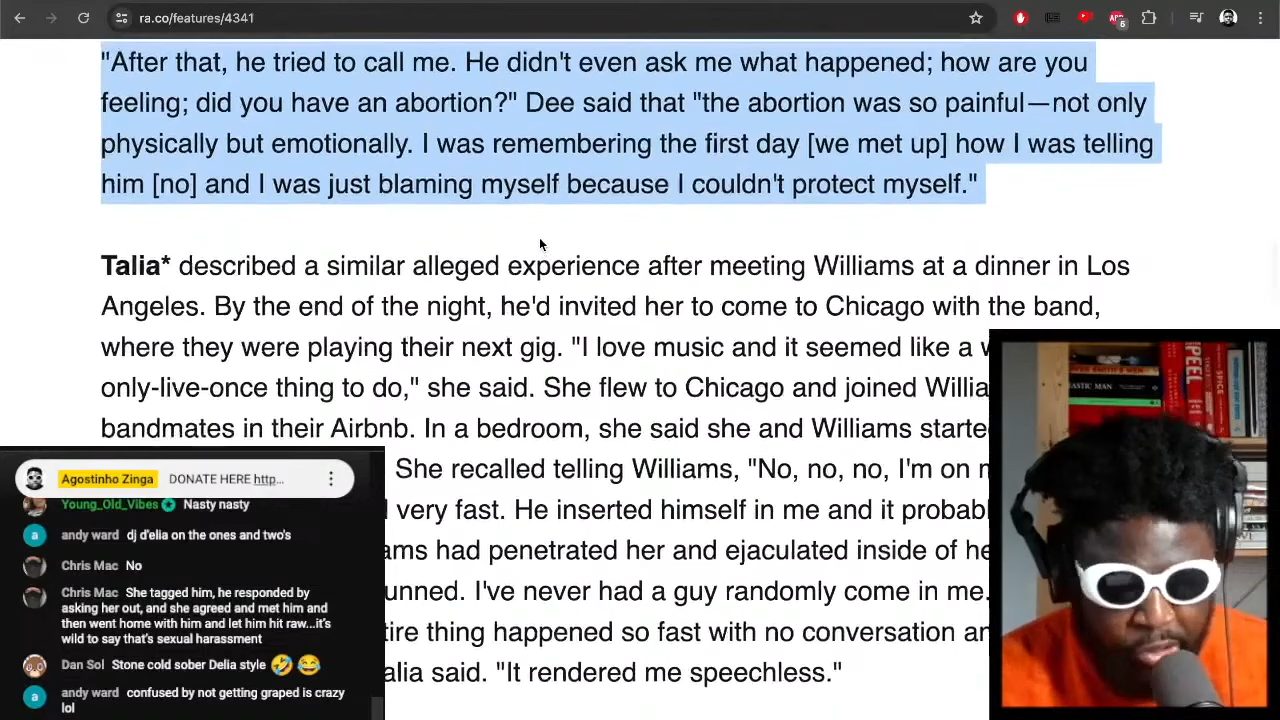 ra.co/features/4341
6
"After that, he tried to call me. He didn't even ask me what happened; how are you
feeling; did you have an abortion?" Dee said that "the abortion was so painful—not only
physically but emotionally. I was remembering the first day [we met up] how I was telling
him [no] and I was just blaming myself because I couldn't protect myself."
Talia* described a similar alleged experience after meeting Williams at a dinner in Los
Angeles. By the end of the night, he'd invited her to come to Chicago with the band,
where they were playing their next gig. "I love music and it seemed like a
only-live-once thing to do," she said. She flew to Chicago and joined
bandmates in their Airbnb. In a bedroom, she said she and Williams
She recalled telling Williams, "No, no, no, I'm on
very fast. He inserted himself in me and it
had penetrated her and ejaculated inside of
I've never had a guy randomly come in me.
thing happened so fast with no conversation
said. "It rendered me speechless."
Agostinho Zinga DONATE HERE http...
Young_Old_Vibes Nasty nasty
a andy ward dj d'elia on the ones and two's
Chris Mac No
Chris Mac She tagged him, he responded by
asking her out, and she agreed and met him and
then went home with him and let him hit raw...it's
wild to say that's sexual harassment
Dan Sol Stone cold sober Delia style 🤣😂
a andy ward confused by not getting graped is crazy
lol
SPEEL
SPICE